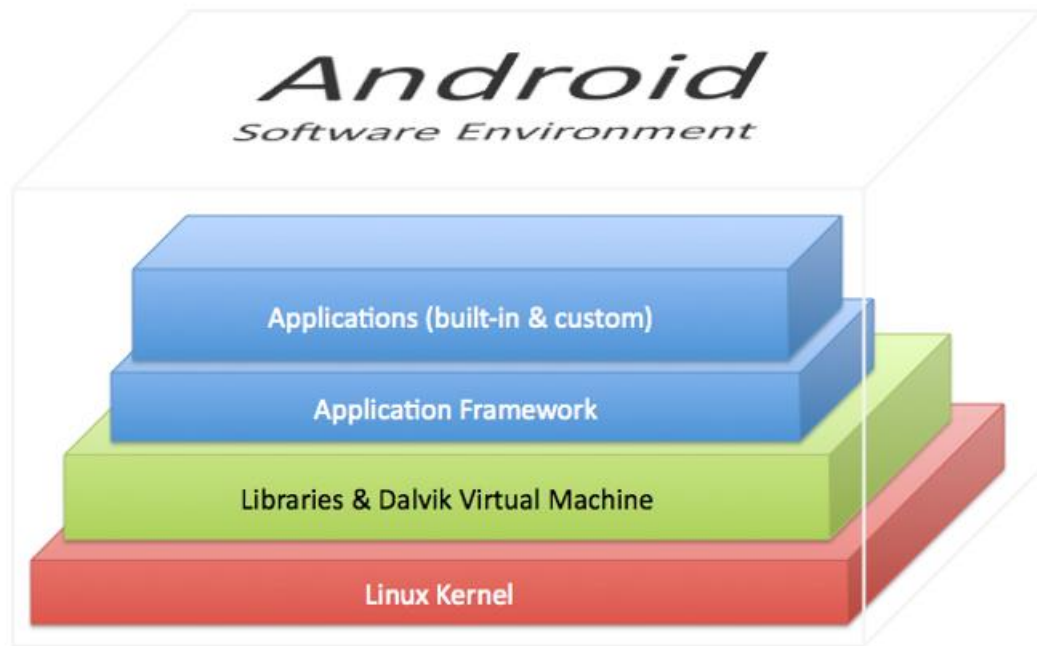 Android
Software Environment
Applications (built-in & custom)
Application Framework
Libraries & Dalvik Virtual Machine
Linux Kernel